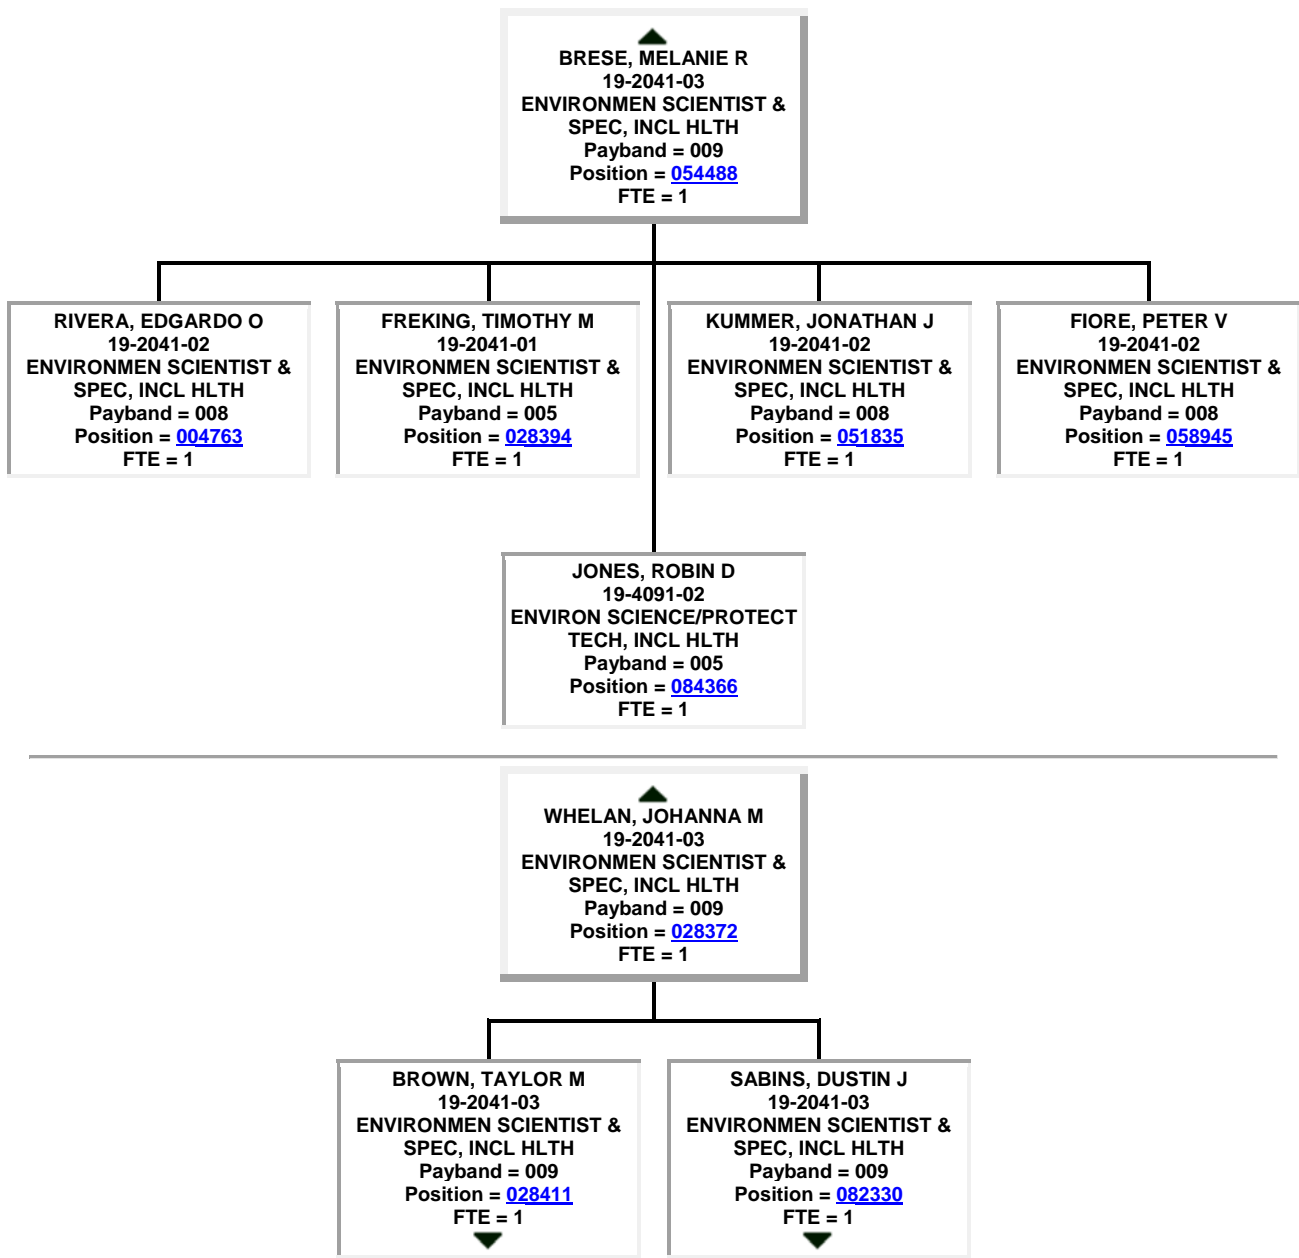 BRESE, MELANIE R
19-2041-03
ENVIRONMEN SCIENTIST &
SPEC, INCL HLTH
Payband = 009
Position = 054488
FTE = 1
RIVERA, EDGARDO O
19-2041-02
ENVIRONMEN SCIENTIST &
SPEC, INCL HLTH
Payband = 008
Position = 004763
FTE = 1
FREKING, TIMOTHY M
19-2041-01
ENVIRONMEN SCIENTIST &
SPEC, INCL HLTH
Payband = 005
Position = 028394
FTE = 1
KUMMER, JONATHAN J
19-2041-02
ENVIRONMEN SCIENTIST &
SPEC, INCL HLTH
Payband = 008
Position = 051835
FTE = 1
FIORE, PETER V
19-2041-02
ENVIRONMEN SCIENTIST &
SPEC, INCL HLTH
Payband = 008
Position = 058945
FTE = 1
JONES, ROBIN D
19-4091-02
ENVIRON SCIENCE/PROTECT
TECH, INCL HLTH
Payband = 005
Position = 084366
FTE = 1
WHELAN, JOHANNA M
19-2041-03
ENVIRONMEN SCIENTIST &
SPEC, INCL HLTH
Payband = 009
Position = 028372
FTE = 1
BROWN, TAYLOR M
19-2041-03
ENVIRONMEN SCIENTIST &
SPEC, INCL HLTH
Payband = 009
Position = 028411
FTE = 1
SABINS, DUSTIN J
19-2041-03
ENVIRONMEN SCIENTIST &
SPEC, INCL HLTH
Payband = 009
Position = 082330
FTE = 1